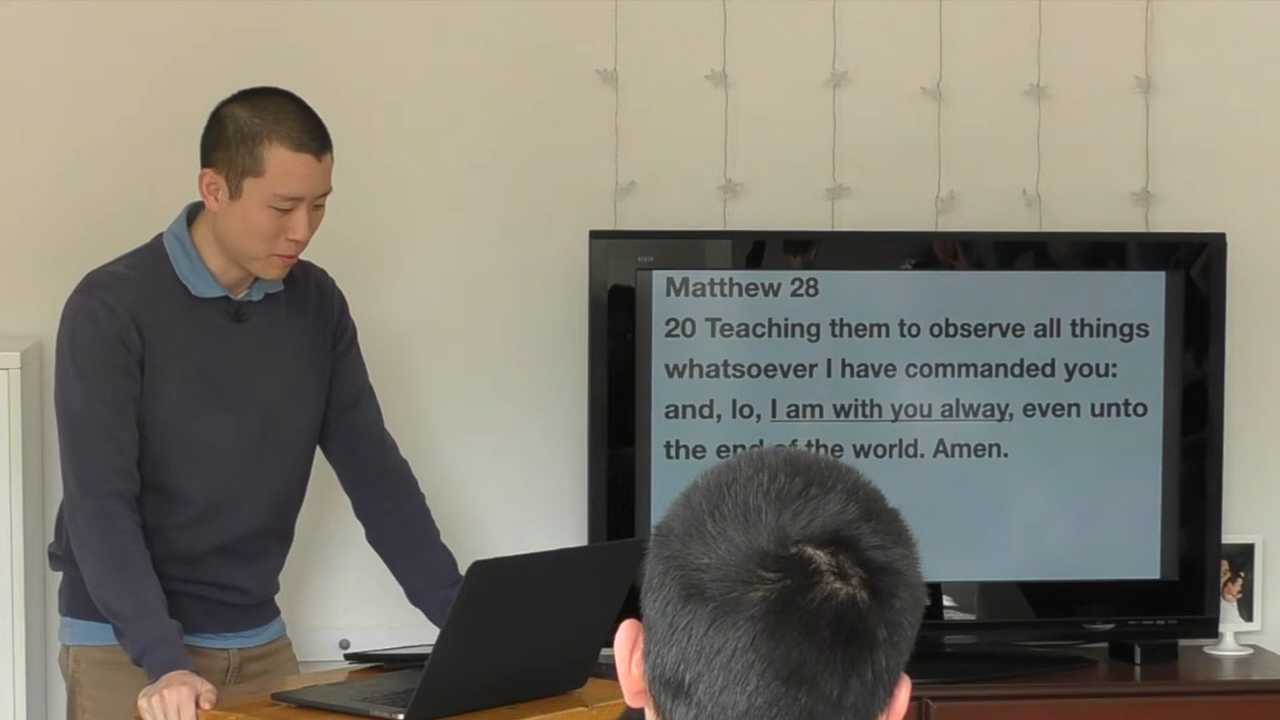 Matthew 28
20 Teaching them to observe all things
whatsoever I have commanded you:
and, lo, I am with you alway, even unto
the end of the world. Amen.